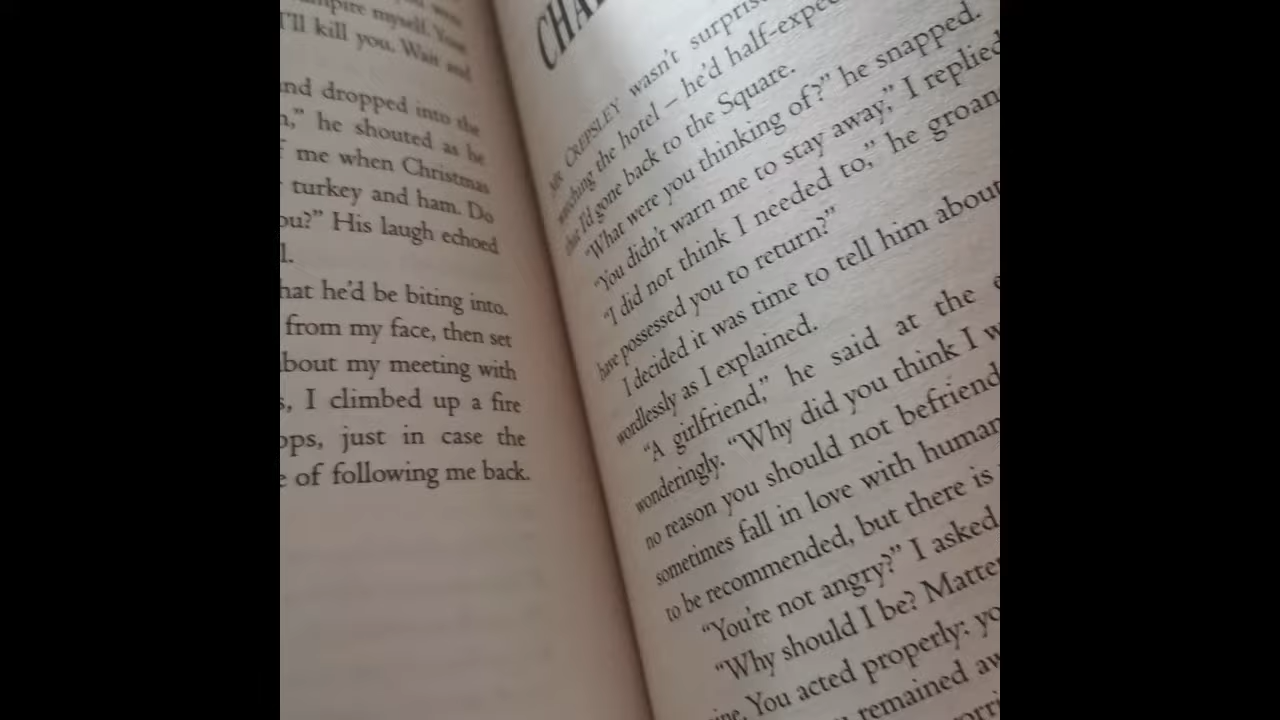 mpire myself. Your
I'll kill you. Wait and
nd dropped into the
," he shouted as he
me when Christmas
turkey and ham. Do
ou?" His laugh echoed
l.
hat he'd be biting into.
from my face, then set
bout my meeting with
s, I climbed up a fire
ops, just in case the
e of following me back.
CHA
MR CREPSLEY wasn't surpris
watching the hotel – he'd half-expe
that I'd gone back to the Square.
"What were you thinking of?" he snapped.
"You didn't warn me to stay away," I replied
"I did not think I needed to," he groan
have possessed you to return?"
I decided it was time to tell him about
wordlessly as I explained.
"A girlfriend," he said at the e
wonderingly. "Why did you think I w
no reason you should not befriend
sometimes fall in love with human
to be recommended, but there is
"You're not angry?" I asked
"Why should I be? Matte
You acted properly: yo
remained aw
orri